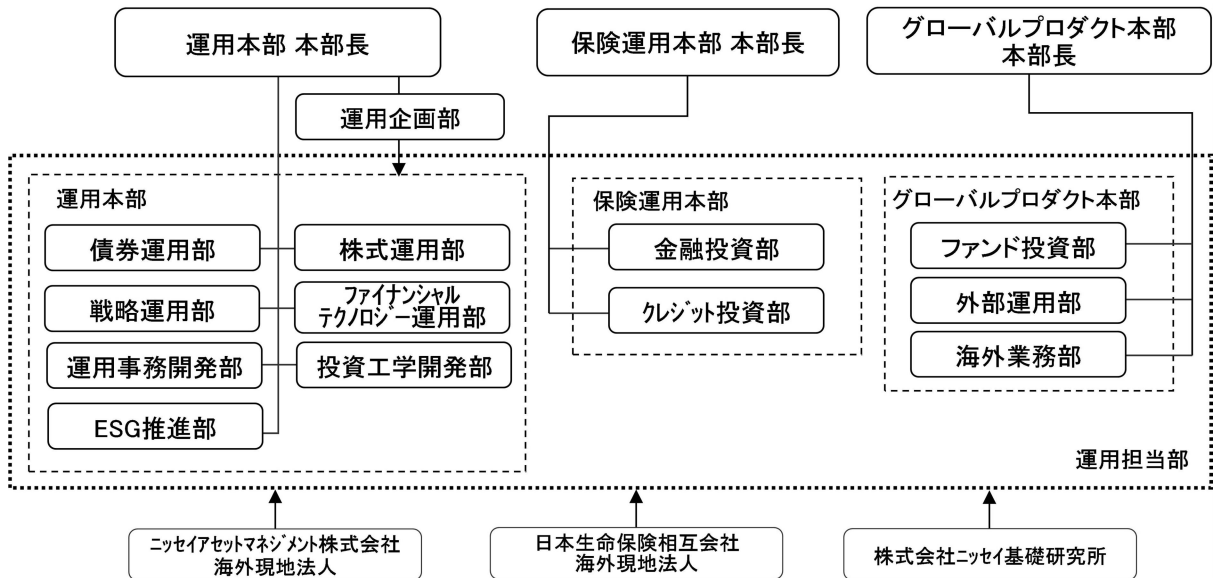 運用本部 本部長
保険運用本部 本部長
グローバルプロダクト本部
本部長
運用企画部
運用本部
債券運用部
株式運用部
戦略運用部
ファイナンシャル
テクノロジー運用部
運用事務開発部
投資工学開発部
ESG推進部
保険運用本部
金融投資部
クレジット投資部
グローバルプロダクト本部
ファンド投資部
外部運用部
海外業務部
運用担当部
ニッセイアセットマネジメント株式会社
海外現地法人
日本生命保険相互会社
海外現地法人
株式会社ニッセイ基礎研究所